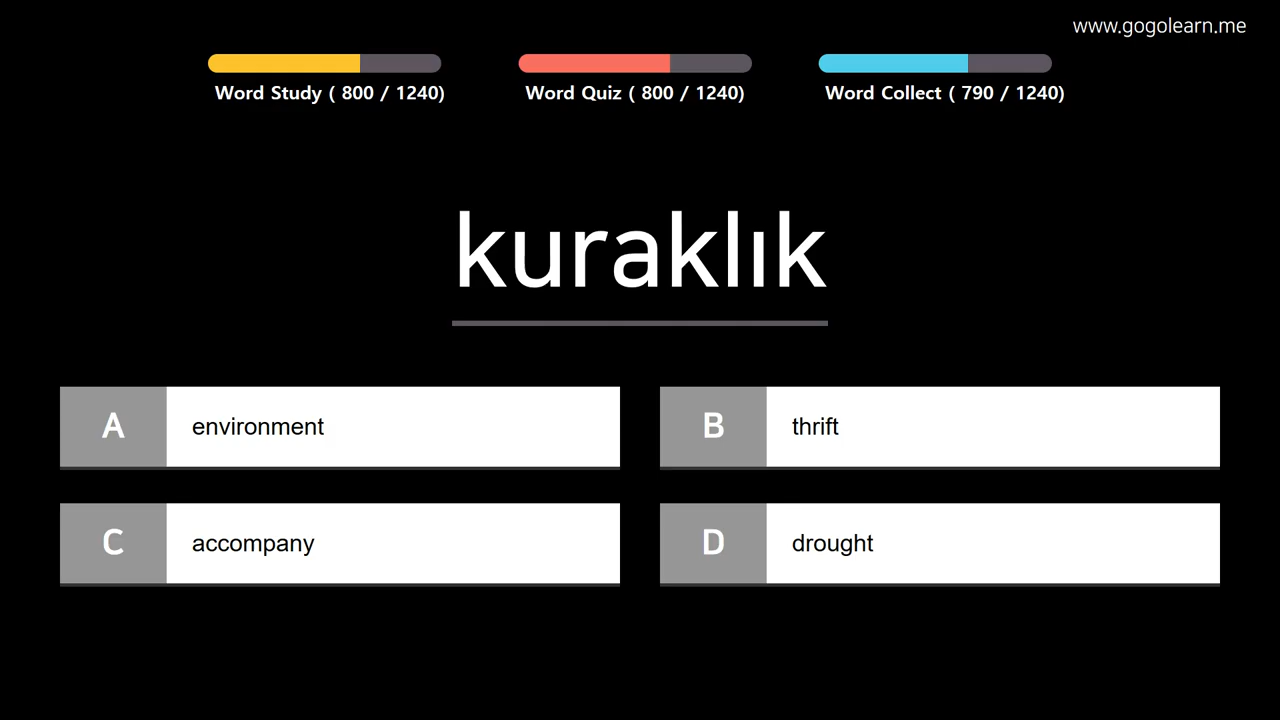 www.gogolearn.me
Word Study ( 800 / 1240)
Word Quiz ( 800 / 1240)
Word Collect ( 790 / 1240)
kuraklık
A environment
B thrift
C accompany
D drought